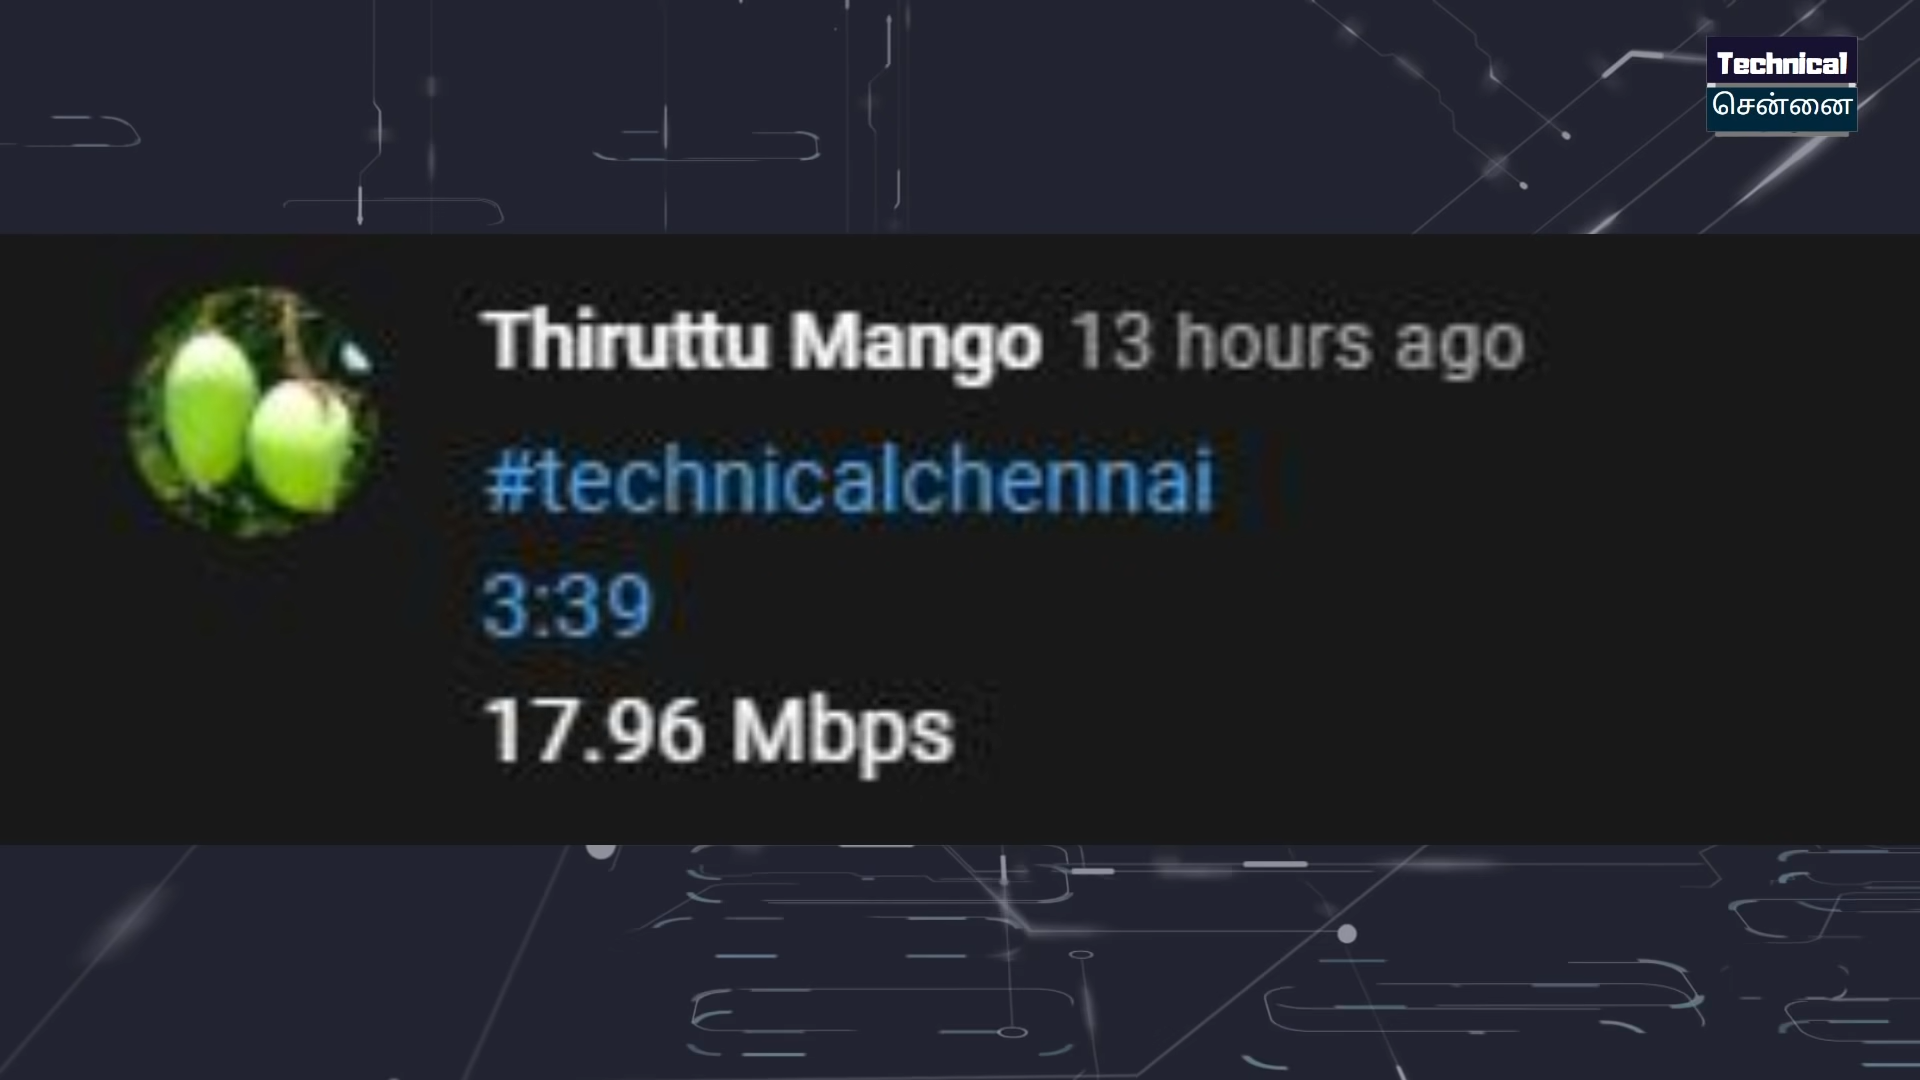 Technical
சென்னை
Thiruttu Mango 13 hours ago
#technicalchennai
3:39
17.96 Mbps